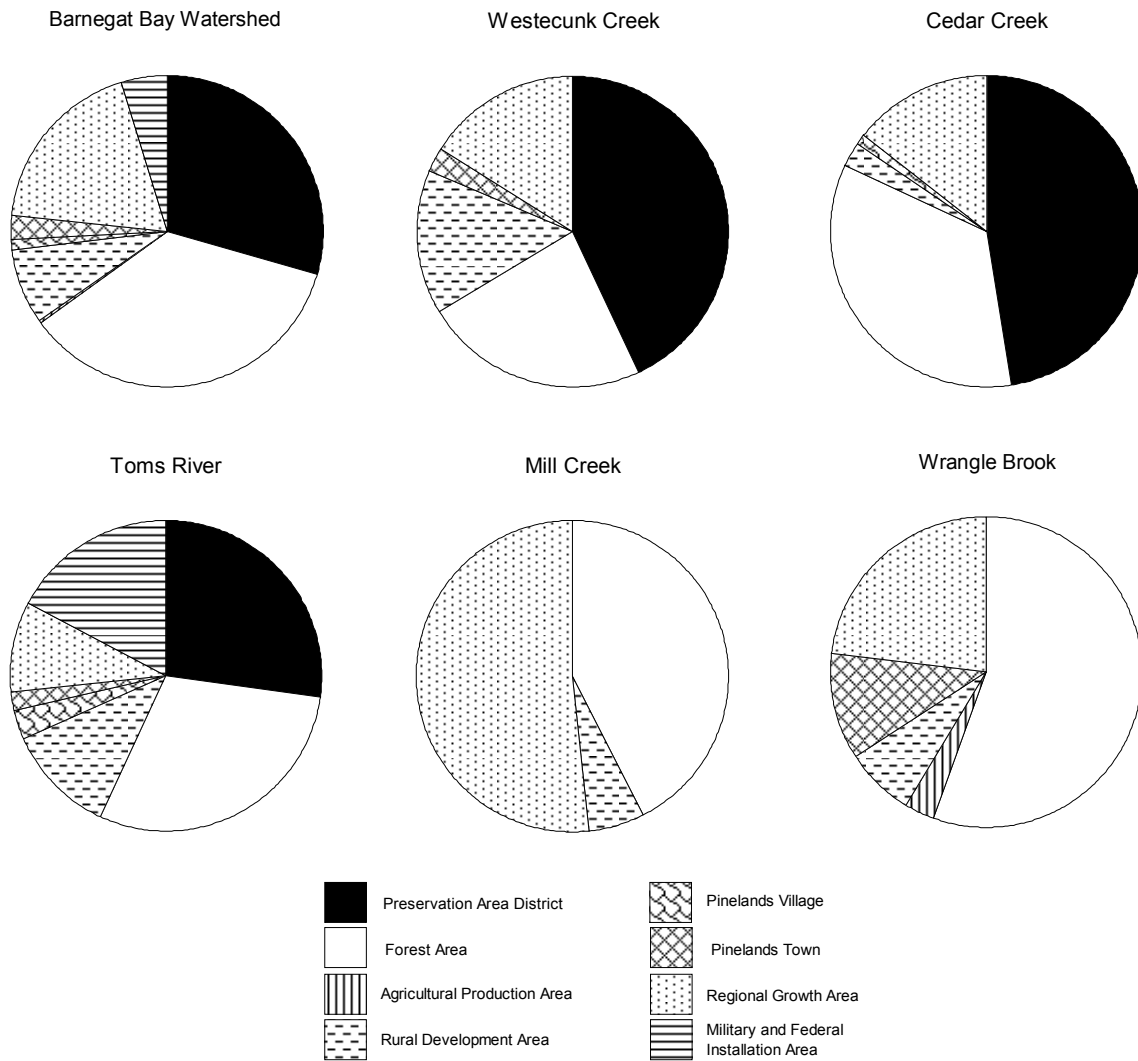 Barnegat Bay Watershed
Westecunk Creek
Cedar Creek
Toms River
Mill Creek
Wrangle Brook
Preservation Area District
Forest Area
Agricultural Production Area
Rural Development Area
Pinelands Village
Pinelands Town
Regional Growth Area
Military and Federal
Installation Area